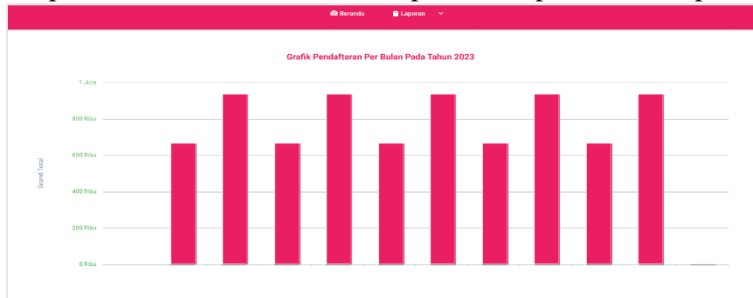 Beranda Laporan
Grafik Pendaftaran Per Bulan Pada Tahun 2023
1 Juta
800 Ribu
600 Ribu
Grand Total
400 Ribu
200 Ribu
0 Ribu